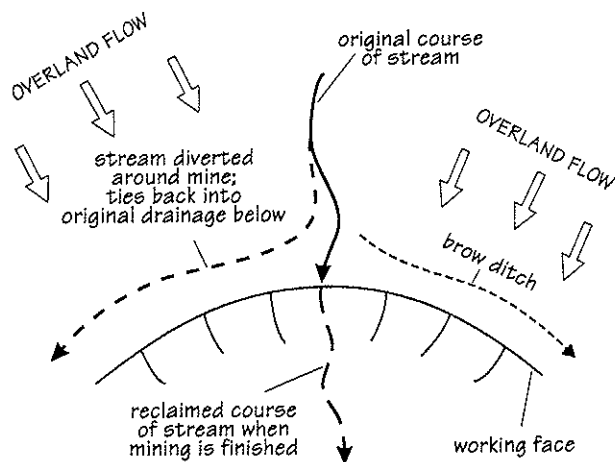 OVERLAND FLOW
original course
of stream
stream diverted
around mine;
ties back into
original drainage below
OVERLAND FLOW
brow ditch
reclaimed course
of stream when
mining is finished
working face